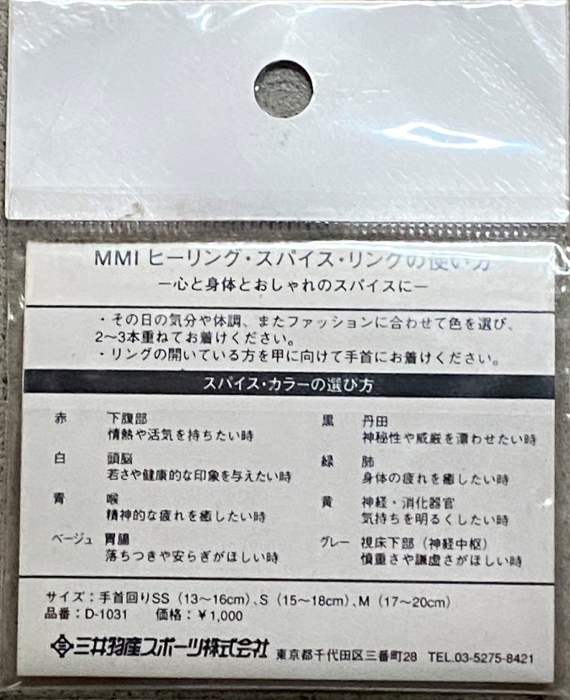 MMI ヒーリング・スパイス・リングの使い方
ー心と身体とおしゃれのスパイスにー
・その日の気分や体調、またファッションに合わせて色を選び、
2〜3本重ねてお着けください。
・リングの開いている方を甲に向けて手首にお着けください。
スパイス・カラーの選び方
赤 下腹部
情熱や活気を持ちたい時
白 頭脳
若さや健康的な印象を与えたい時
青 喉
精神的な疲れを癒したい時
ベージュ 胃腸
落ちつきや安らぎがほしい時
黒 丹田
神秘性や威厳を漂わせたい時
緑 肺
身体の疲れを癒したい時
黄 神経・消化器官
気持ちを明るくしたい時
グレー 視床下部（神経中枢）
慎重さや謙虚さがほしい時
サイズ：手首回りSS（13〜16cm）、S（15〜18cm）、M（17〜20cm）
品番：D-1031 価格：￥1,000
三井物産スポーツ株式会社 東京都千代田区三番町28 TEL.03-5275-8421